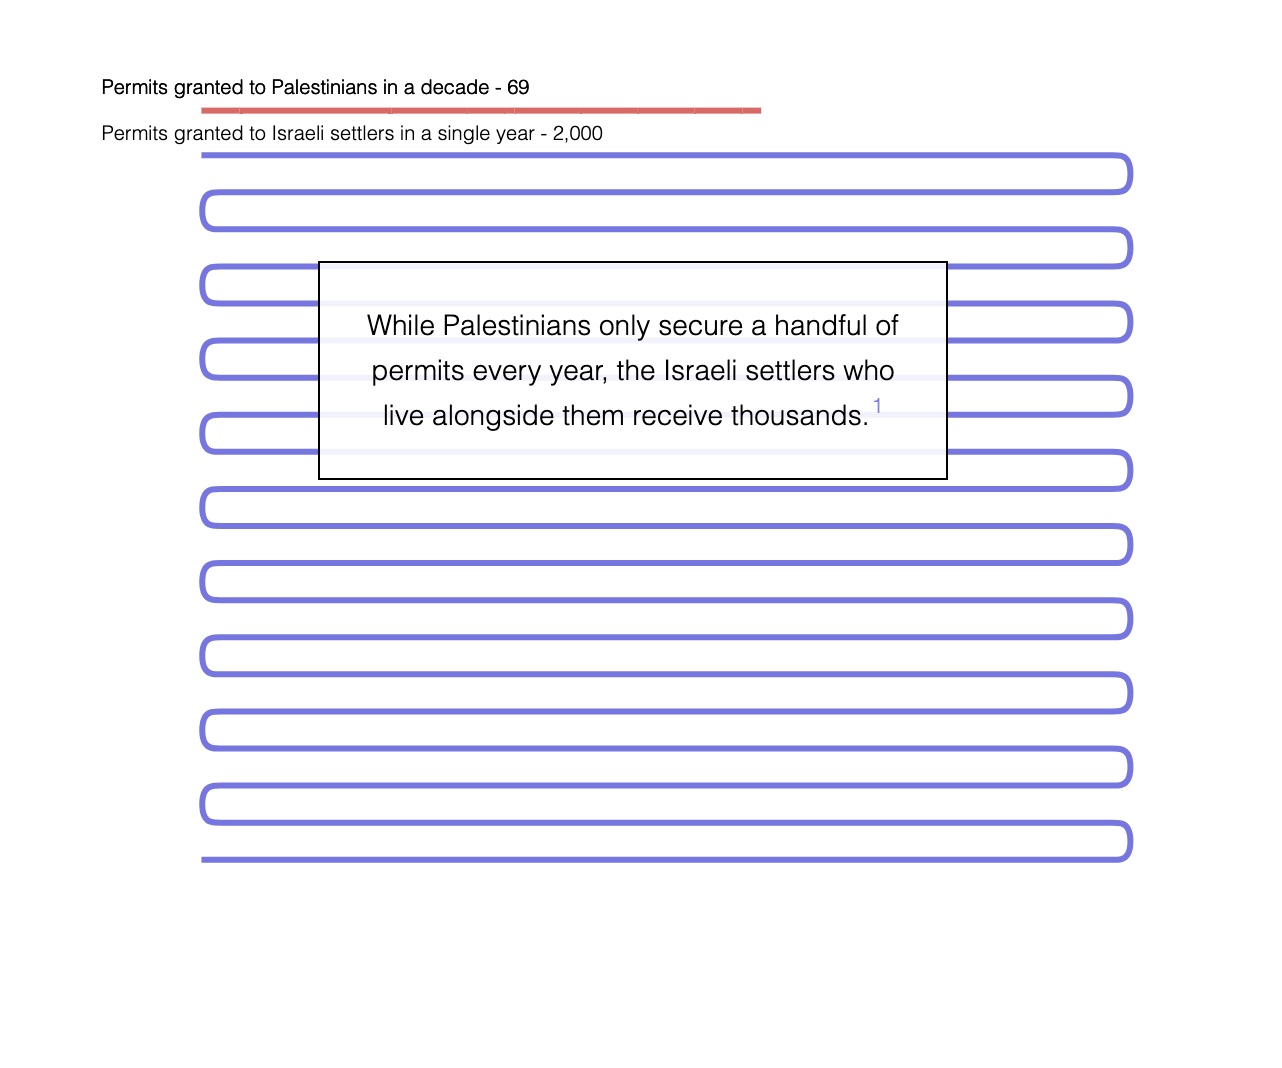 Permits granted to Palestinians in a decade - 69
Permits granted to Israeli settlers in a single year - 2,000
While Palestinians only secure a handful of
permits every year, the Israeli settlers who
live alongside them receive thousands. 1